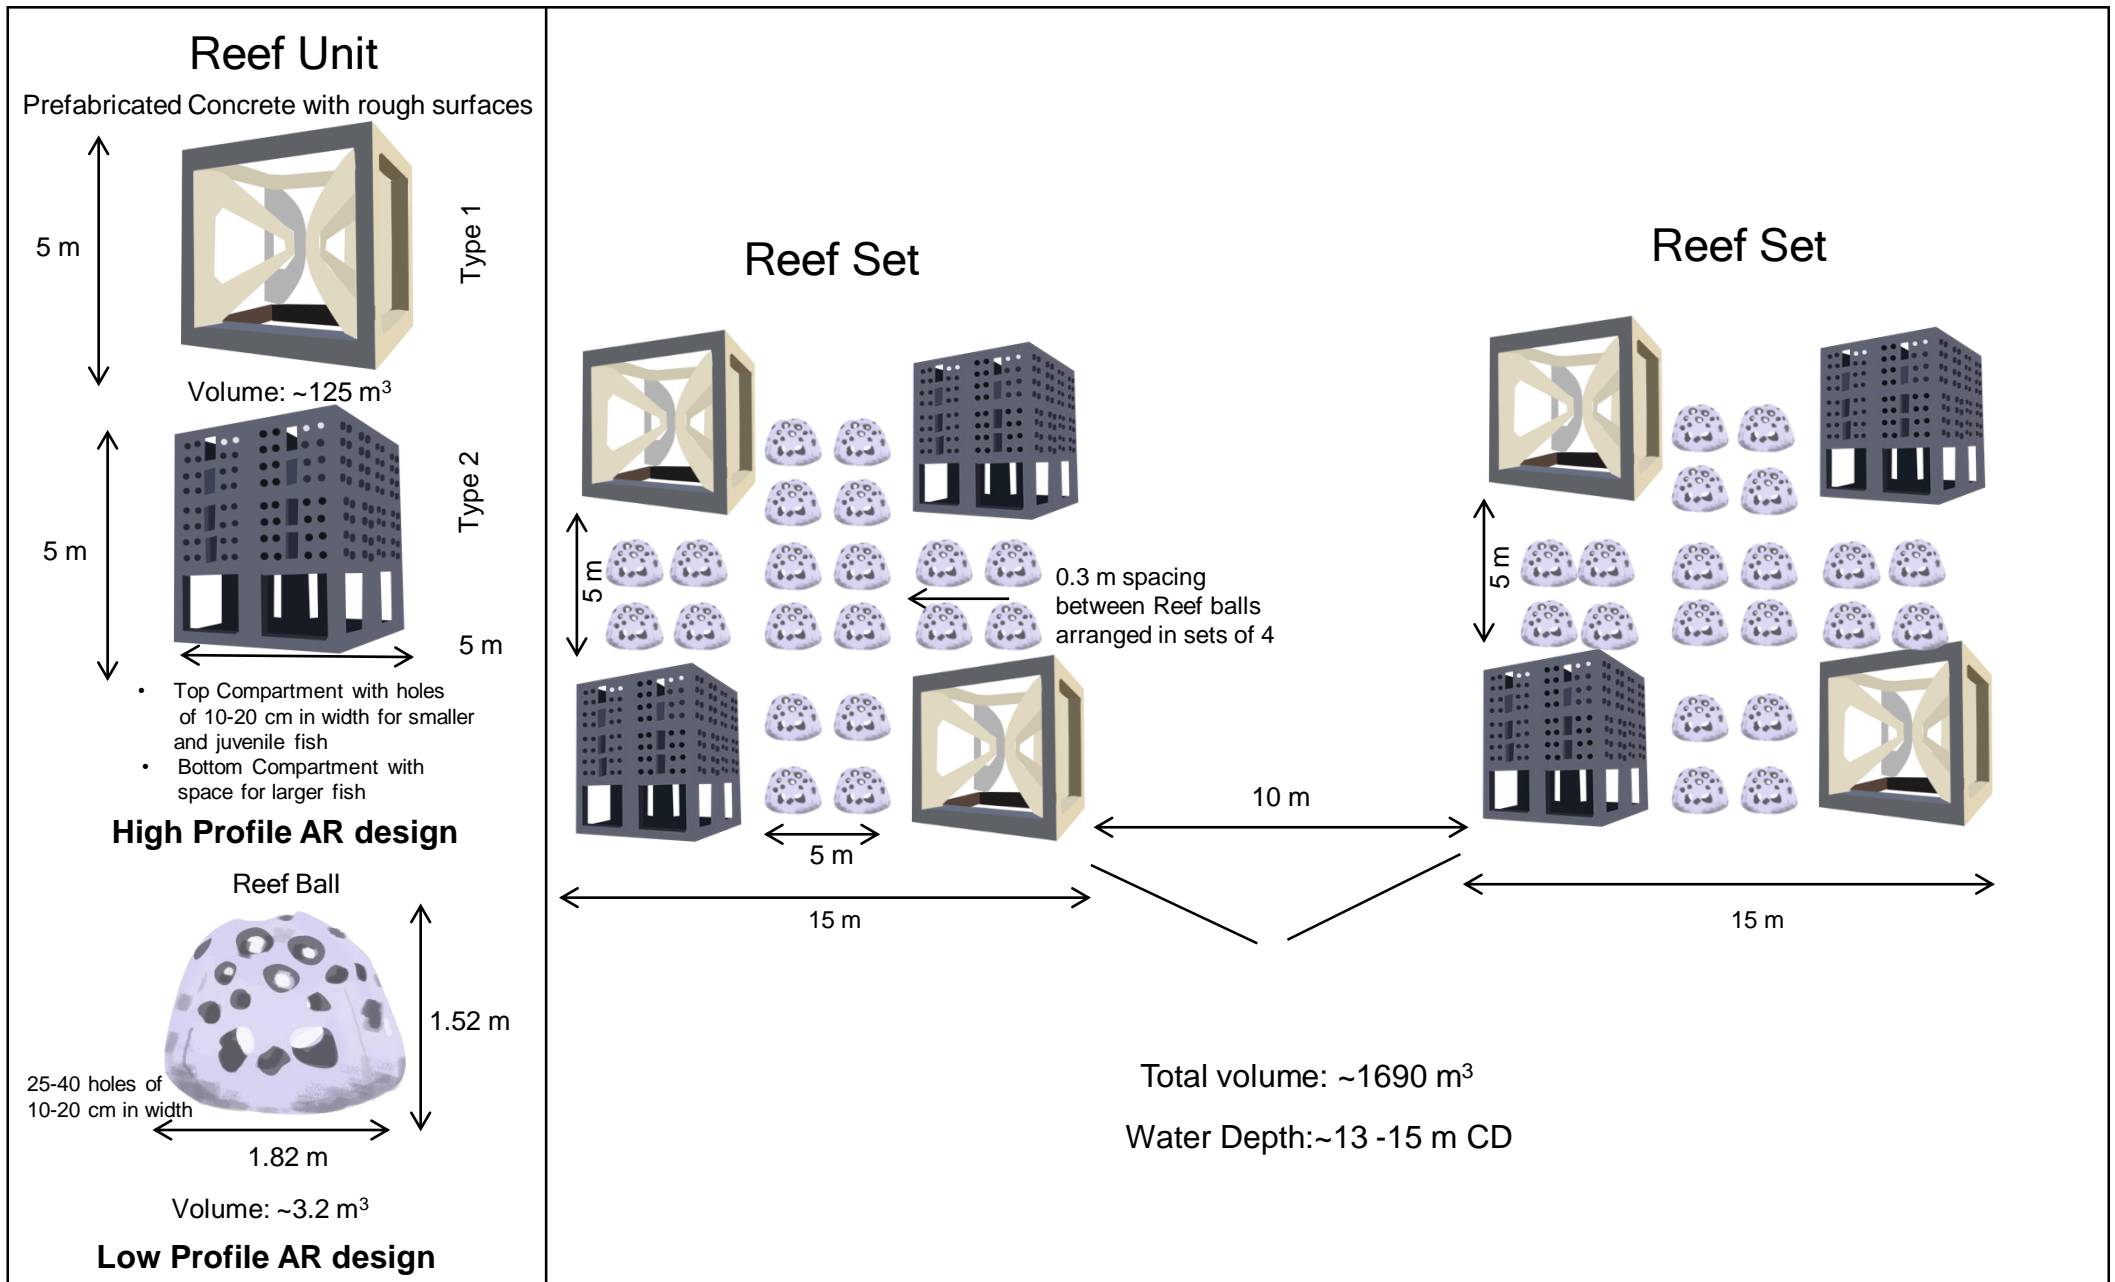 Reef Unit
Prefabricated Concrete with rough surfaces
5 m
Type 1
Volume: ~125 m³
5 m
Type 2
5 m
• Top Compartment with holes
of 10-20 cm in width for smaller
and juvenile fish
• Bottom Compartment with
space for larger fish
High Profile AR design
Reef Ball
1.52 m
25-40 holes of
10-20 cm in width
1.82 m
Volume: ~3.2 m³
Low Profile AR design
Reef Set
5 m
0.3 m spacing
between Reef balls
arranged in sets of 4
5 m
15 m
10 m
Reef Set
5 m
15 m
Total volume: ~1690 m³
Water Depth:~13 -15 m CD